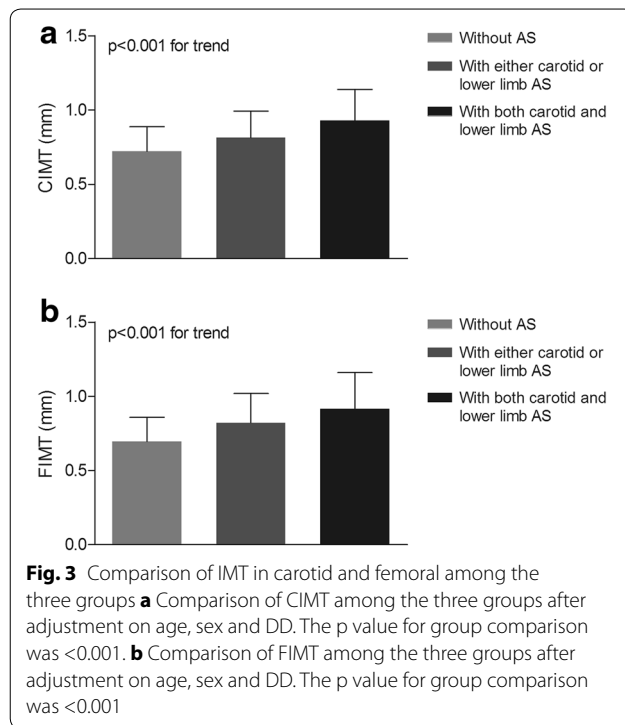 a
1.5
1.0
0.5
0.0
CIMT (mm)
p<0.001 for trend
Without AS
With either carotid or
lower limb AS
With both carotid and
lower limb AS
b
1.5
1.0
0.5
0.0
FIMT (mm)
p<0.001 for trend
Without AS
With either carotid or
lower limb AS
With both carotid and
lower limb AS
Fig. 3 Comparison of IMT in carotid and femoral among the
three groups a Comparison of CIMT among the three groups after
adjustment on age, sex and DD. The p value for group comparison
was <0.001. b Comparison of FIMT among the three groups after
adjustment on age, sex and DD. The p value for group comparison
was <0.001